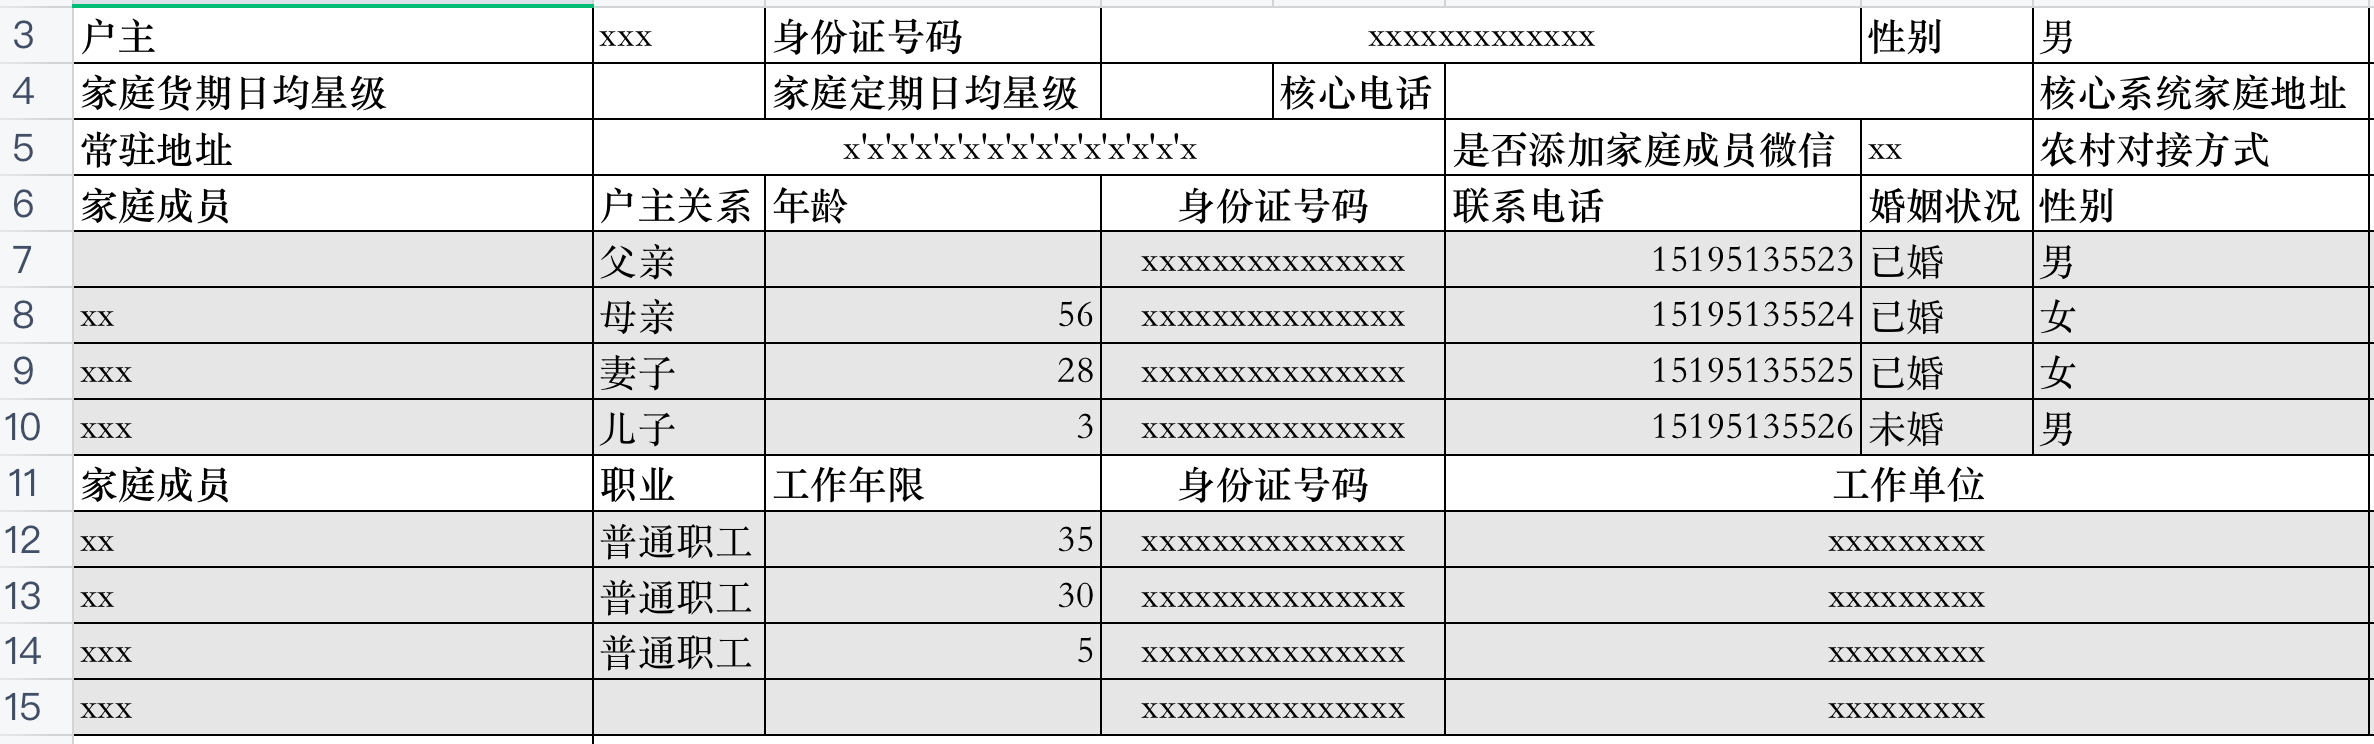 3 户主 xxx 身份证号码 xxxxxxxxxxxxx 性别 男
4 家庭货期日均星级 家庭定期日均星级 核心电话 核心系统家庭地址
5 常驻地址 x'x'x'x'x'x'x'x'x'x'x'x'x'x'x 是否添加家庭成员微信 xx 农村对接方式
6 家庭成员 户主关系 年龄 身份证号码 联系电话 婚姻状况 性别
7 父亲 xxxxxxxxxxxxxxx 15195135523 已婚 男
8 xx 母亲 56 xxxxxxxxxxxxxxx 15195135524 已婚 女
9 xxx 妻子 28 xxxxxxxxxxxxxxx 15195135525 已婚 女
10 xxx 儿子 3 xxxxxxxxxxxxxxx 15195135526 未婚 男
11 家庭成员 职业 工作年限 身份证号码 工作单位
12 xx 普通职工 35 xxxxxxxxxxxxxxx xxxxxxxxx
13 xx 普通职工 30 xxxxxxxxxxxxxxx xxxxxxxxx
14 xxx 普通职工 5 xxxxxxxxxxxxxxx xxxxxxxxx
15 xxx xxxxxxxxxxxxxxx xxxxxxxxx